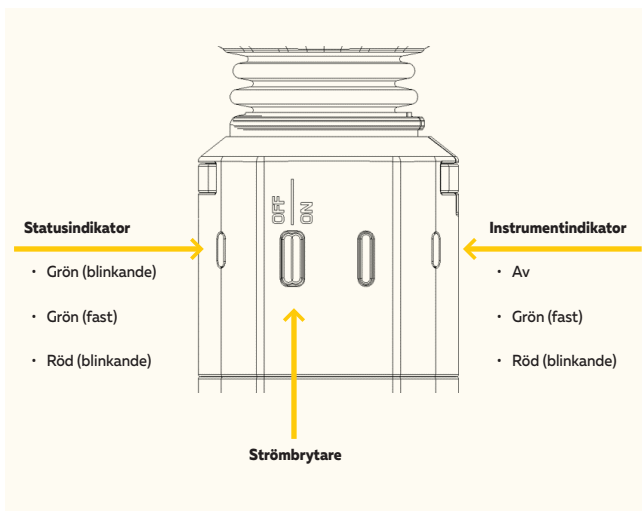 OFF
ON
Statusindikator
· Grön (blinkande)
· Grön (fast)
· Röd (blinkande)
Instrumentindikator
· Av
· Grön (fast)
· Röd (blinkande)
Strömbrytare